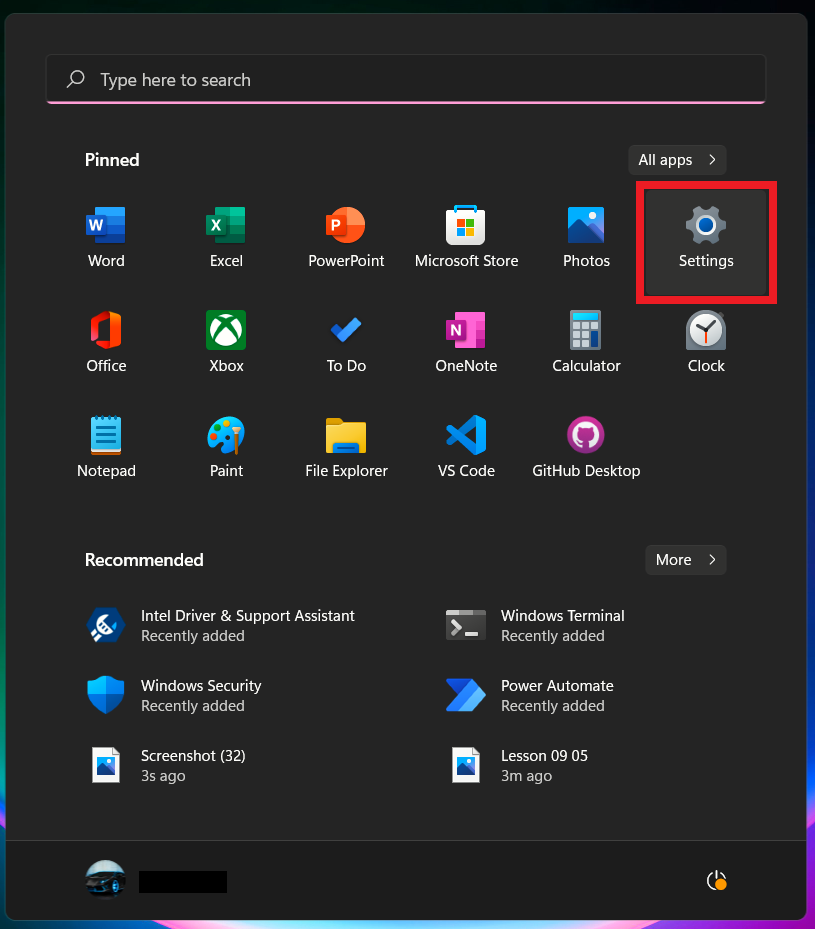 Type here to search
Pinned
All apps
Word
Excel
PowerPoint
Microsoft Store
Photos
Settings
Office
Xbox
To Do
OneNote
Calculator
Clock
Notepad
Paint
File Explorer
VS Code
GitHub Desktop
Recommended
More
Intel Driver & Support Assistant
Recently added
Windows Terminal
Recently added
Windows Security
Recently added
Power Automate
Recently added
Screenshot (32)
3s ago
Lesson 09 05
3m ago